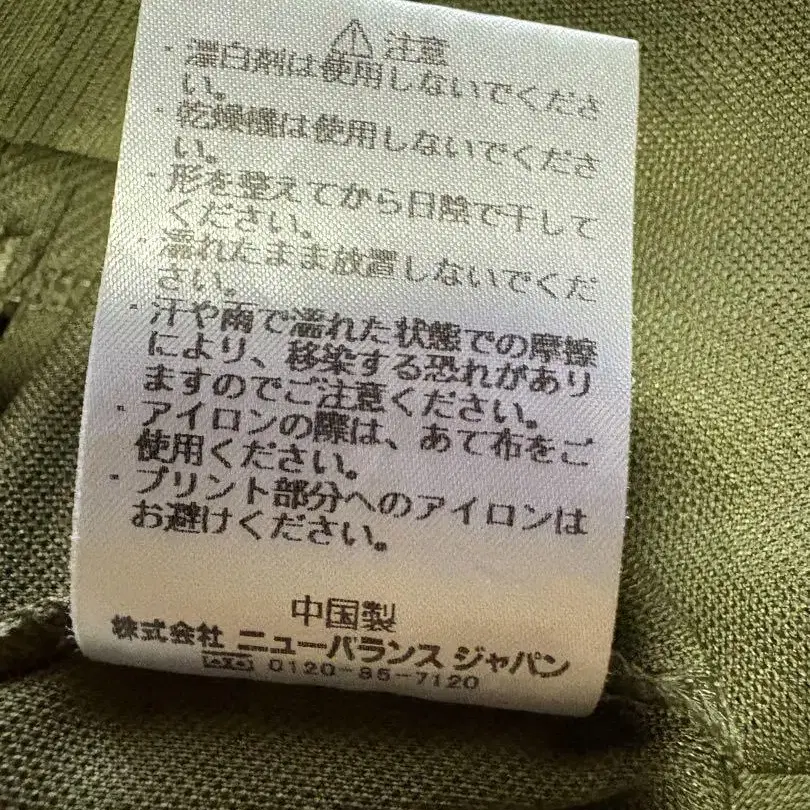 ⚠ 注意
・漂白剤は使用しないでくださ
い。
・乾燥機は使用しないでくださ
い。
・形を整えてから日陰で干して
ください。
・濡れたまま放置しないでくだ
さい。
・汗や雨で濡れた状態での摩擦
により、移染する恐れがあり
ますのでご注意ください。
・アイロンの際は、あて布をご
使用ください。
・プリント部分へのアイロンは
お避けください。
中国製
株式会社 ニューバランス ジャパン
0120-85-7120